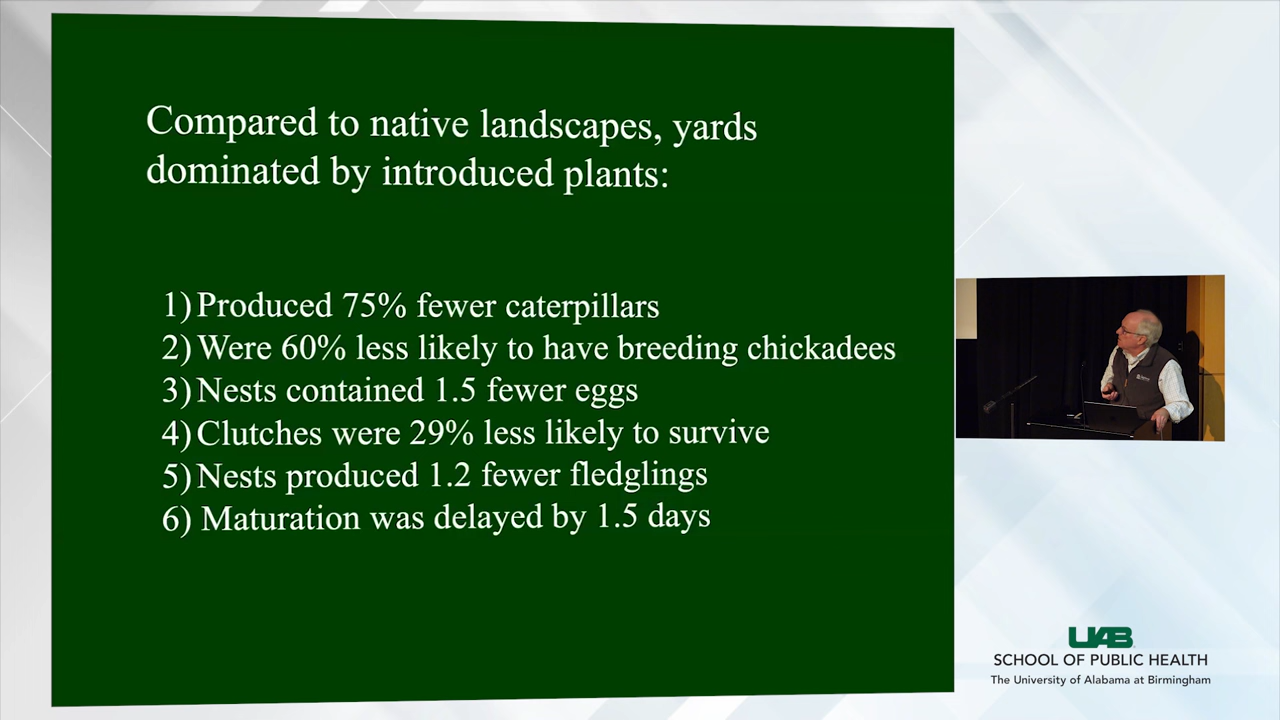 Compared to native landscapes, yards
dominated by introduced plants:
1) Produced 75% fewer caterpillars
2) Were 60% less likely to have breeding chickadees
3) Nests contained 1.5 fewer eggs
4) Clutches were 29% less likely to survive
5) Nests produced 1.2 fewer fledglings
6) Maturation was delayed by 1.5 days
UAB
SCHOOL OF PUBLIC HEALTH
The University of Alabama at Birmingham